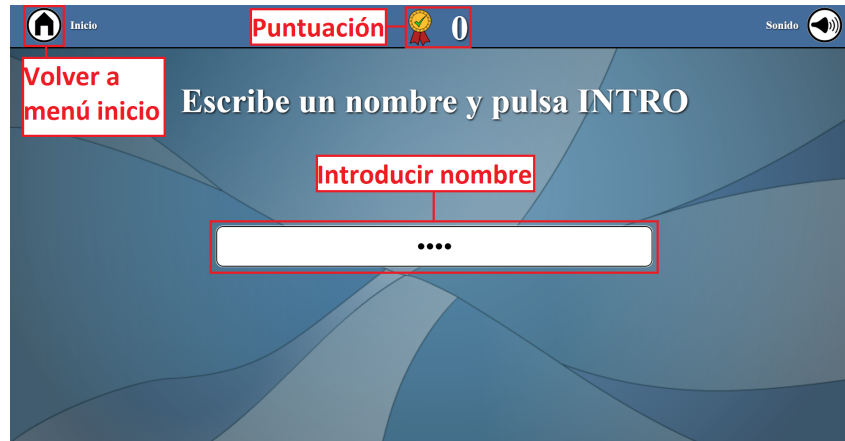 Inicio
Puntuación
0
Sonido
Volver a
menú inicio
Escribe un nombre y pulsa INTRO
Introducir nombre
••••